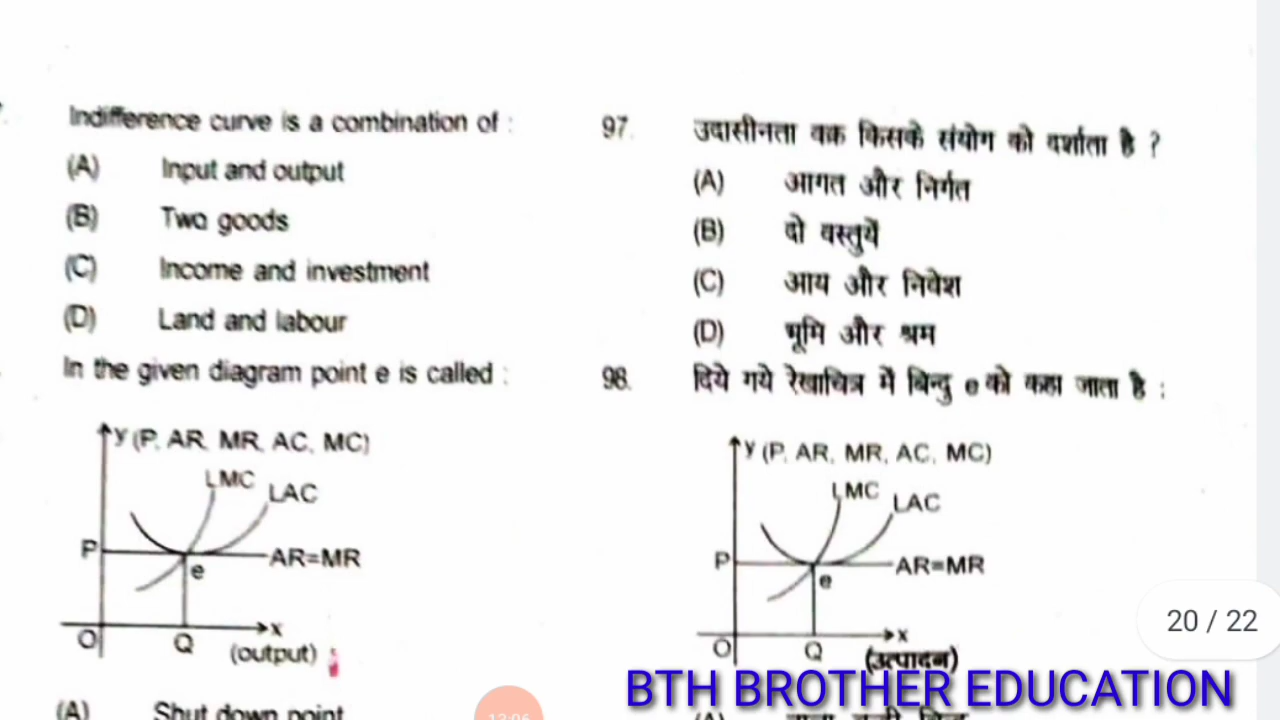 Indifference curve is a combination of :
(A) Input and output
(B) Two goods
(C) Income and investment
(D) Land and labour
In the given diagram point e is called :
y (P, AR, MR, AC, MC)
LMC
LAC
P
AR=MR
e
O
Q
x
(output)
(A) Shut down point
97. उदासीनता वक्र किसके संयोग को दर्शाता है ?
(A) आगत और निर्गत
(B) दो वस्तुयें
(C) आय और निवेश
(D) भूमि और श्रम
98. दिये गये रेखाचित्र में बिन्दु e को कहा जाता है :
y (P, AR, MR, AC, MC)
LMC
LAC
P
AR=MR
e
O
Q
x
(उत्पादन)
(A)
20 / 22
BTH BROTHER EDUCATION
13:06